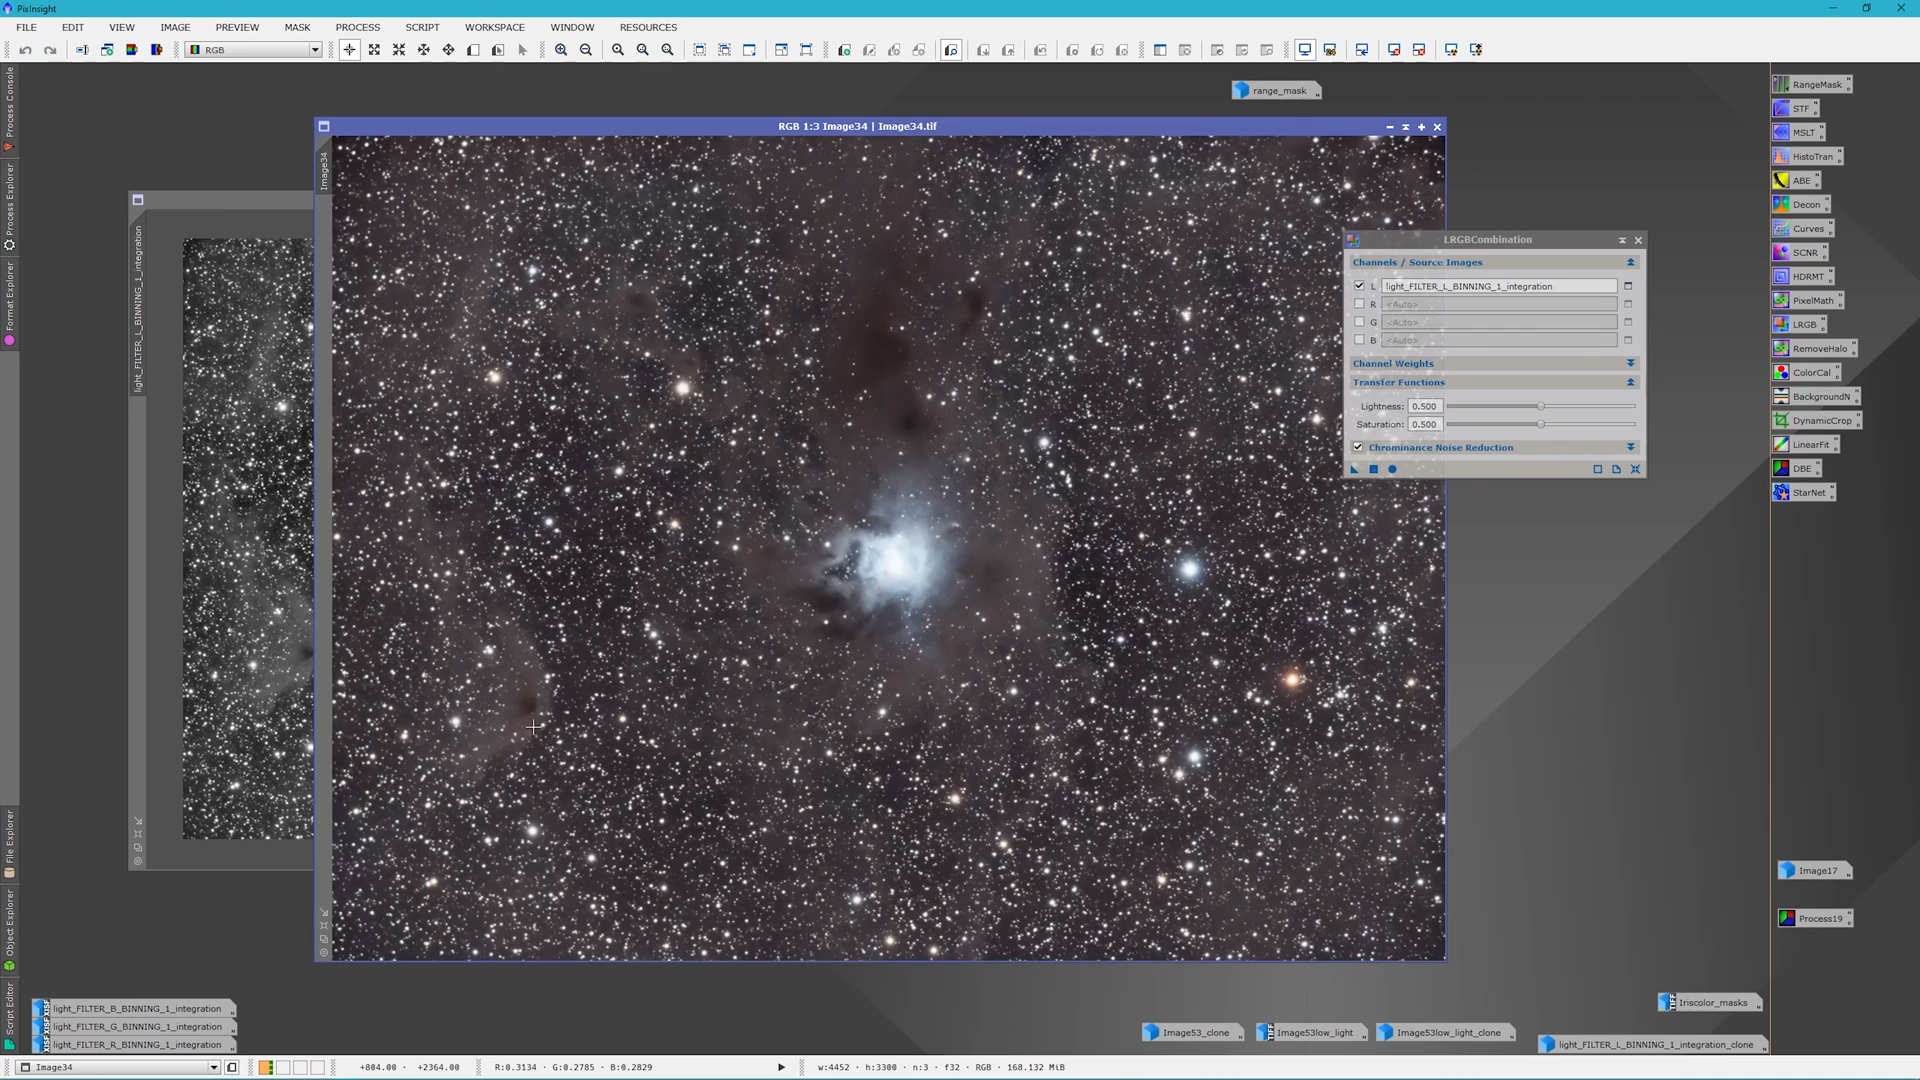 PixInsight
FILE EDIT VIEW IMAGE PREVIEW MASK PROCESS SCRIPT WORKSPACE WINDOW RESOURCES
RGB
Process Console
Process Explorer
Format Explorer
File Explorer
Object Explorer
Script Editor
range_mask
RGB 1:3 Image34 | Image34.tif
Image34
light_FILTER_L_BINNING_1_integration
LRGBCombination
Channels / Source Images
L light_FILTER_L_BINNING_1_integration
R <Auto>
G <Auto>
B <Auto>
Channel Weights
Transfer Functions
Lightness: 0.500
Saturation: 0.500
Chrominance Noise Reduction
RangeMask
STF
MSLT
HistoTran
ABE
Decon
Curves
SCNR
HDRMT
PixelMath
LRGB
RemoveHalo
ColorCal
BackgroundN
DynamicCrop
LinearFit
DBE
StarNet
Image17
Process19
Iriscolor_masks
light_FILTER_B_BINNING_1_integration
light_FILTER_G_BINNING_1_integration
light_FILTER_R_BINNING_1_integration
Image53_clone
Image53low_light
Image53low_light_clone
light_FILTER_L_BINNING_1_integration_clone
Image34
+804.00 · +2364.00 R:0.3134 · G:0.2785 · B:0.2829 w:4452 · h:3300 · n:3 · f32 · RGB · 168.132 MiB